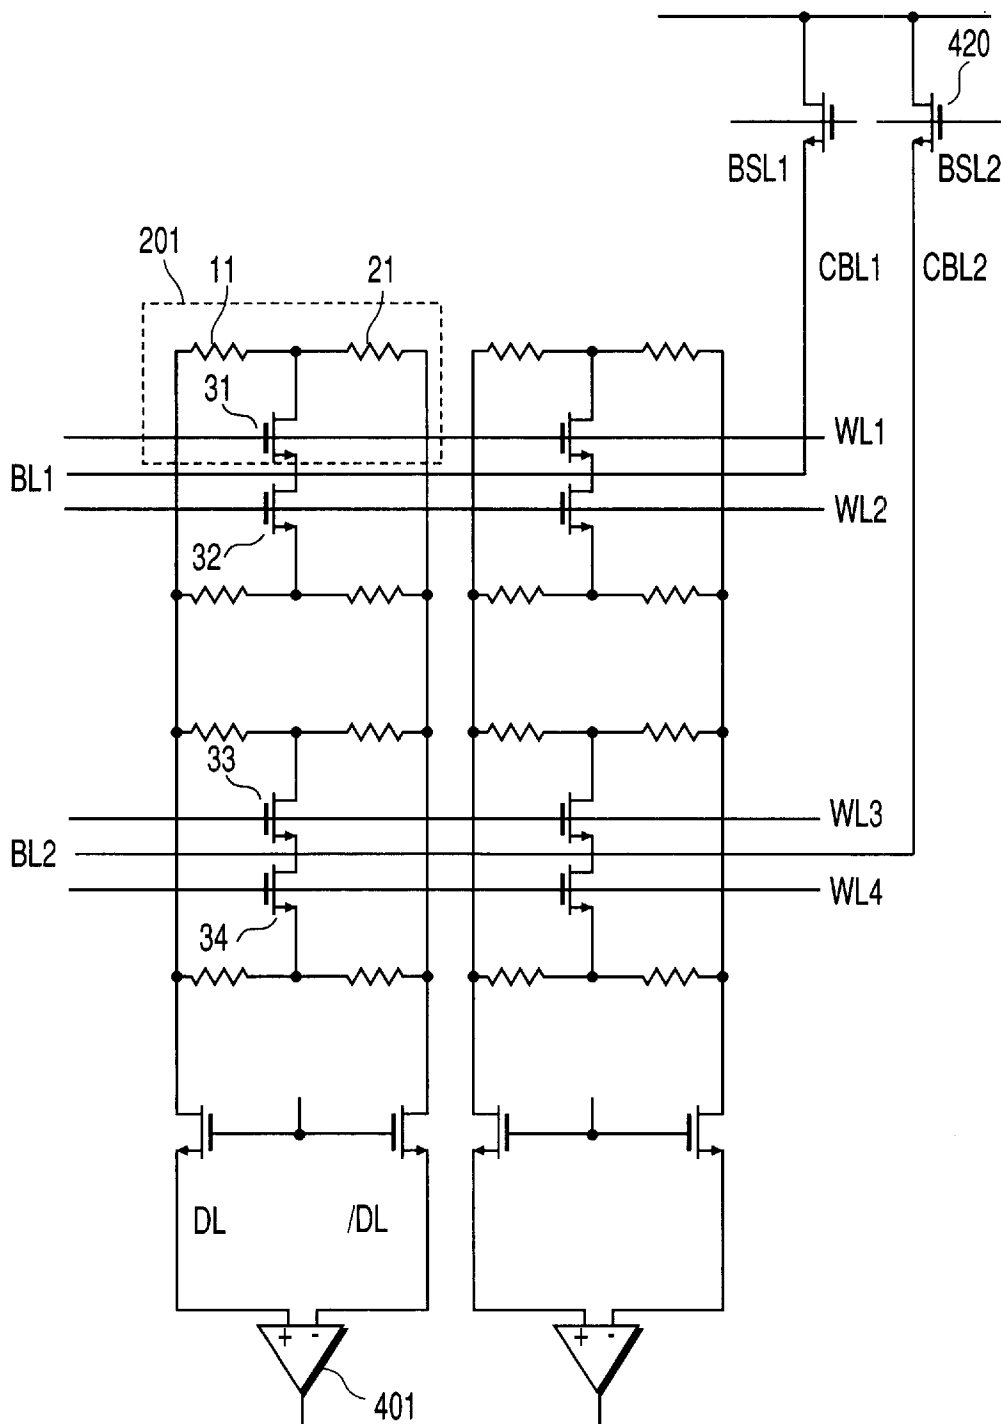 420
BSL1
BSL2
201
11
21
CBL1
CBL2
31
WL1
BL1
WL2
32
33
WL3
BL2
WL4
34
DL
/DL
+ -
+ -
401